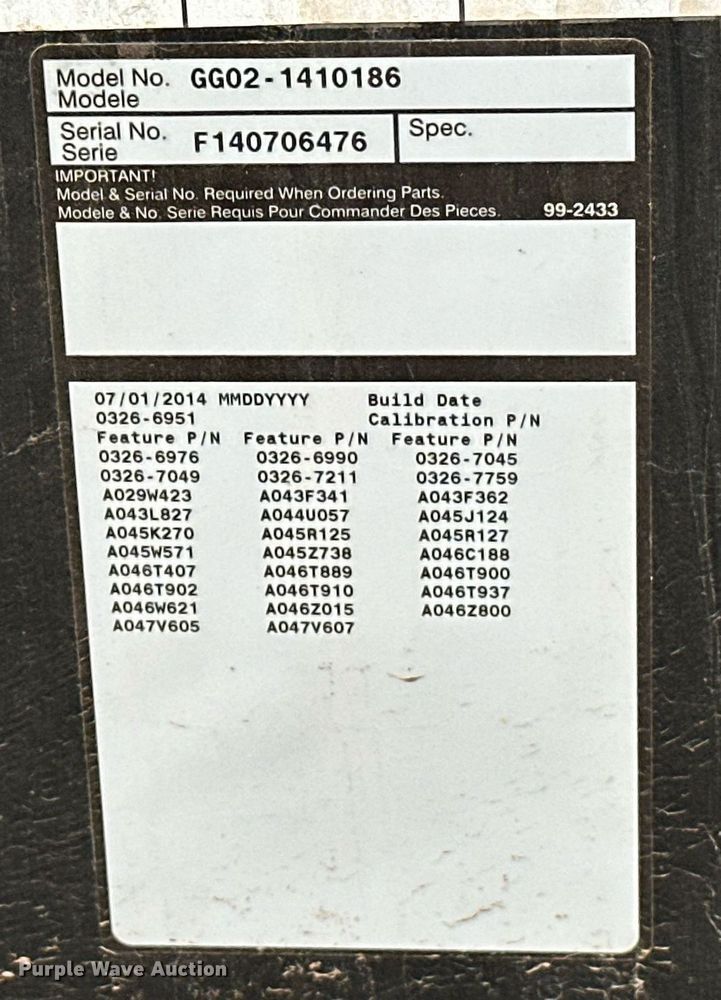 Model No. GG02-1410186
Modele
Serial No. F140706476 Spec.
Serie
IMPORTANT!
Model & Serial No. Required When Ordering Parts.
Modele & No. Serie Requis Pour Commander Des Pieces. 99-2433
07/01/2014 MMDDYYYY Build Date
0326-6951 Calibration P/N
Feature P/N Feature P/N Feature P/N
0326-6976 0326-6990 0326-7045
0326-7049 0326-7211 0326-7759
A029W423 A043F341 A043F362
A043L827 A044U057 A045J124
A045K270 A045R125 A045R127
A045W571 A045Z738 A046C188
A046T407 A046T889 A046T900
A046T902 A046T910 A046T937
A046W621 A046Z015 A046Z800
A047V605 A047V607
Purple Wave Auction